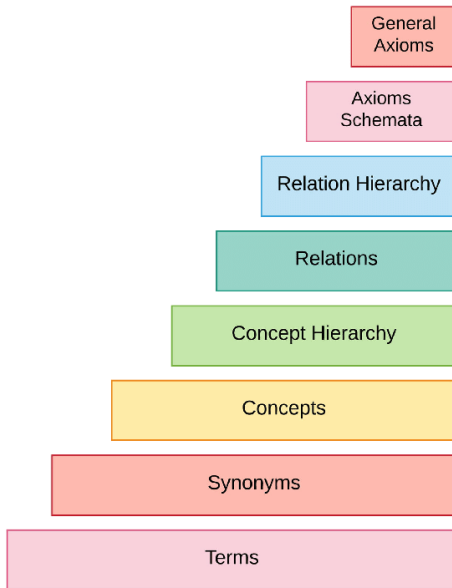 General
Axioms
Axioms
Schemata
Relation Hierarchy
Relations
Concept Hierarchy
Concepts
Synonyms
Terms